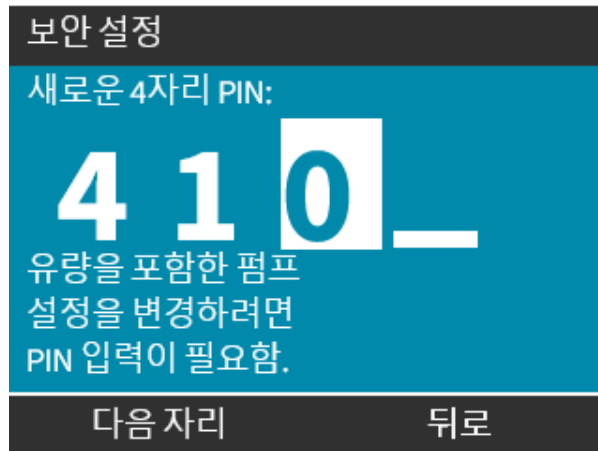 보안 설정
새로운 4자리 PIN:
4 1 0 _
유량을 포함한 펌프
설정을 변경하려면
PIN 입력이 필요함.
다음 자리 뒤로